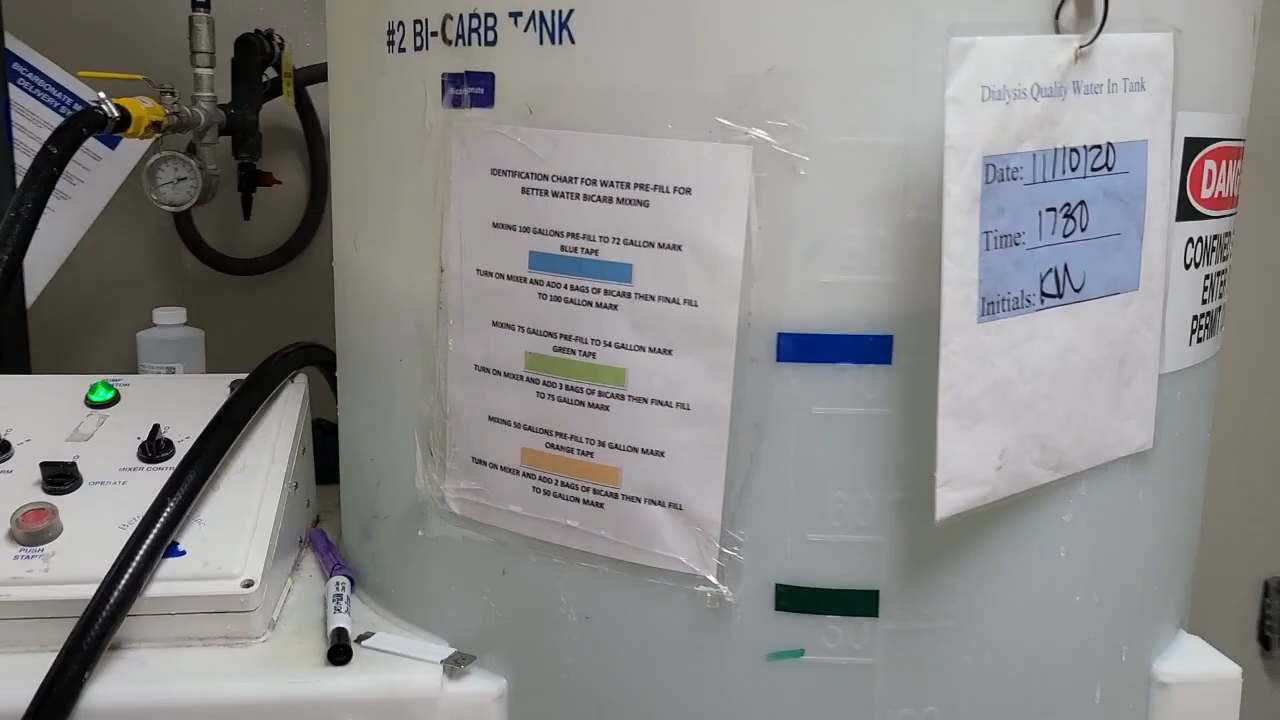 #2 BI-CARB TANK
BICARBONATE M
DELIVERY SY
Bicarbonate
IDENTIFICATION CHART FOR WATER PRE-FILL FOR
BETTER WATER BICARB MIXING
MIXING 100 GALLONS PRE-FILL TO 72 GALLON MARK
BLUE TAPE
TURN ON MIXER AND ADD 4 BAGS OF BICARB THEN FINAL FILL
TO 100 GALLON MARK
MIXING 75 GALLONS PRE-FILL TO 54 GALLON MARK
GREEN TAPE
TURN ON MIXER AND ADD 3 BAGS OF BICARB THEN FINAL FILL
TO 75 GALLON MARK
MIXING 50 GALLONS PRE-FILL TO 36 GALLON MARK
ORANGE TAPE
TURN ON MIXER AND ADD 2 BAGS OF BICARB THEN FINAL FILL
TO 50 GALLON MARK
Dialysis Quality Water In Tank
Date: 11/10/20
Time: 1730
Initials: KW
DANG
CONFINED S
ENTE
PERMIT
60
50
MIXER CONTR
OPERATE
PUSH
START